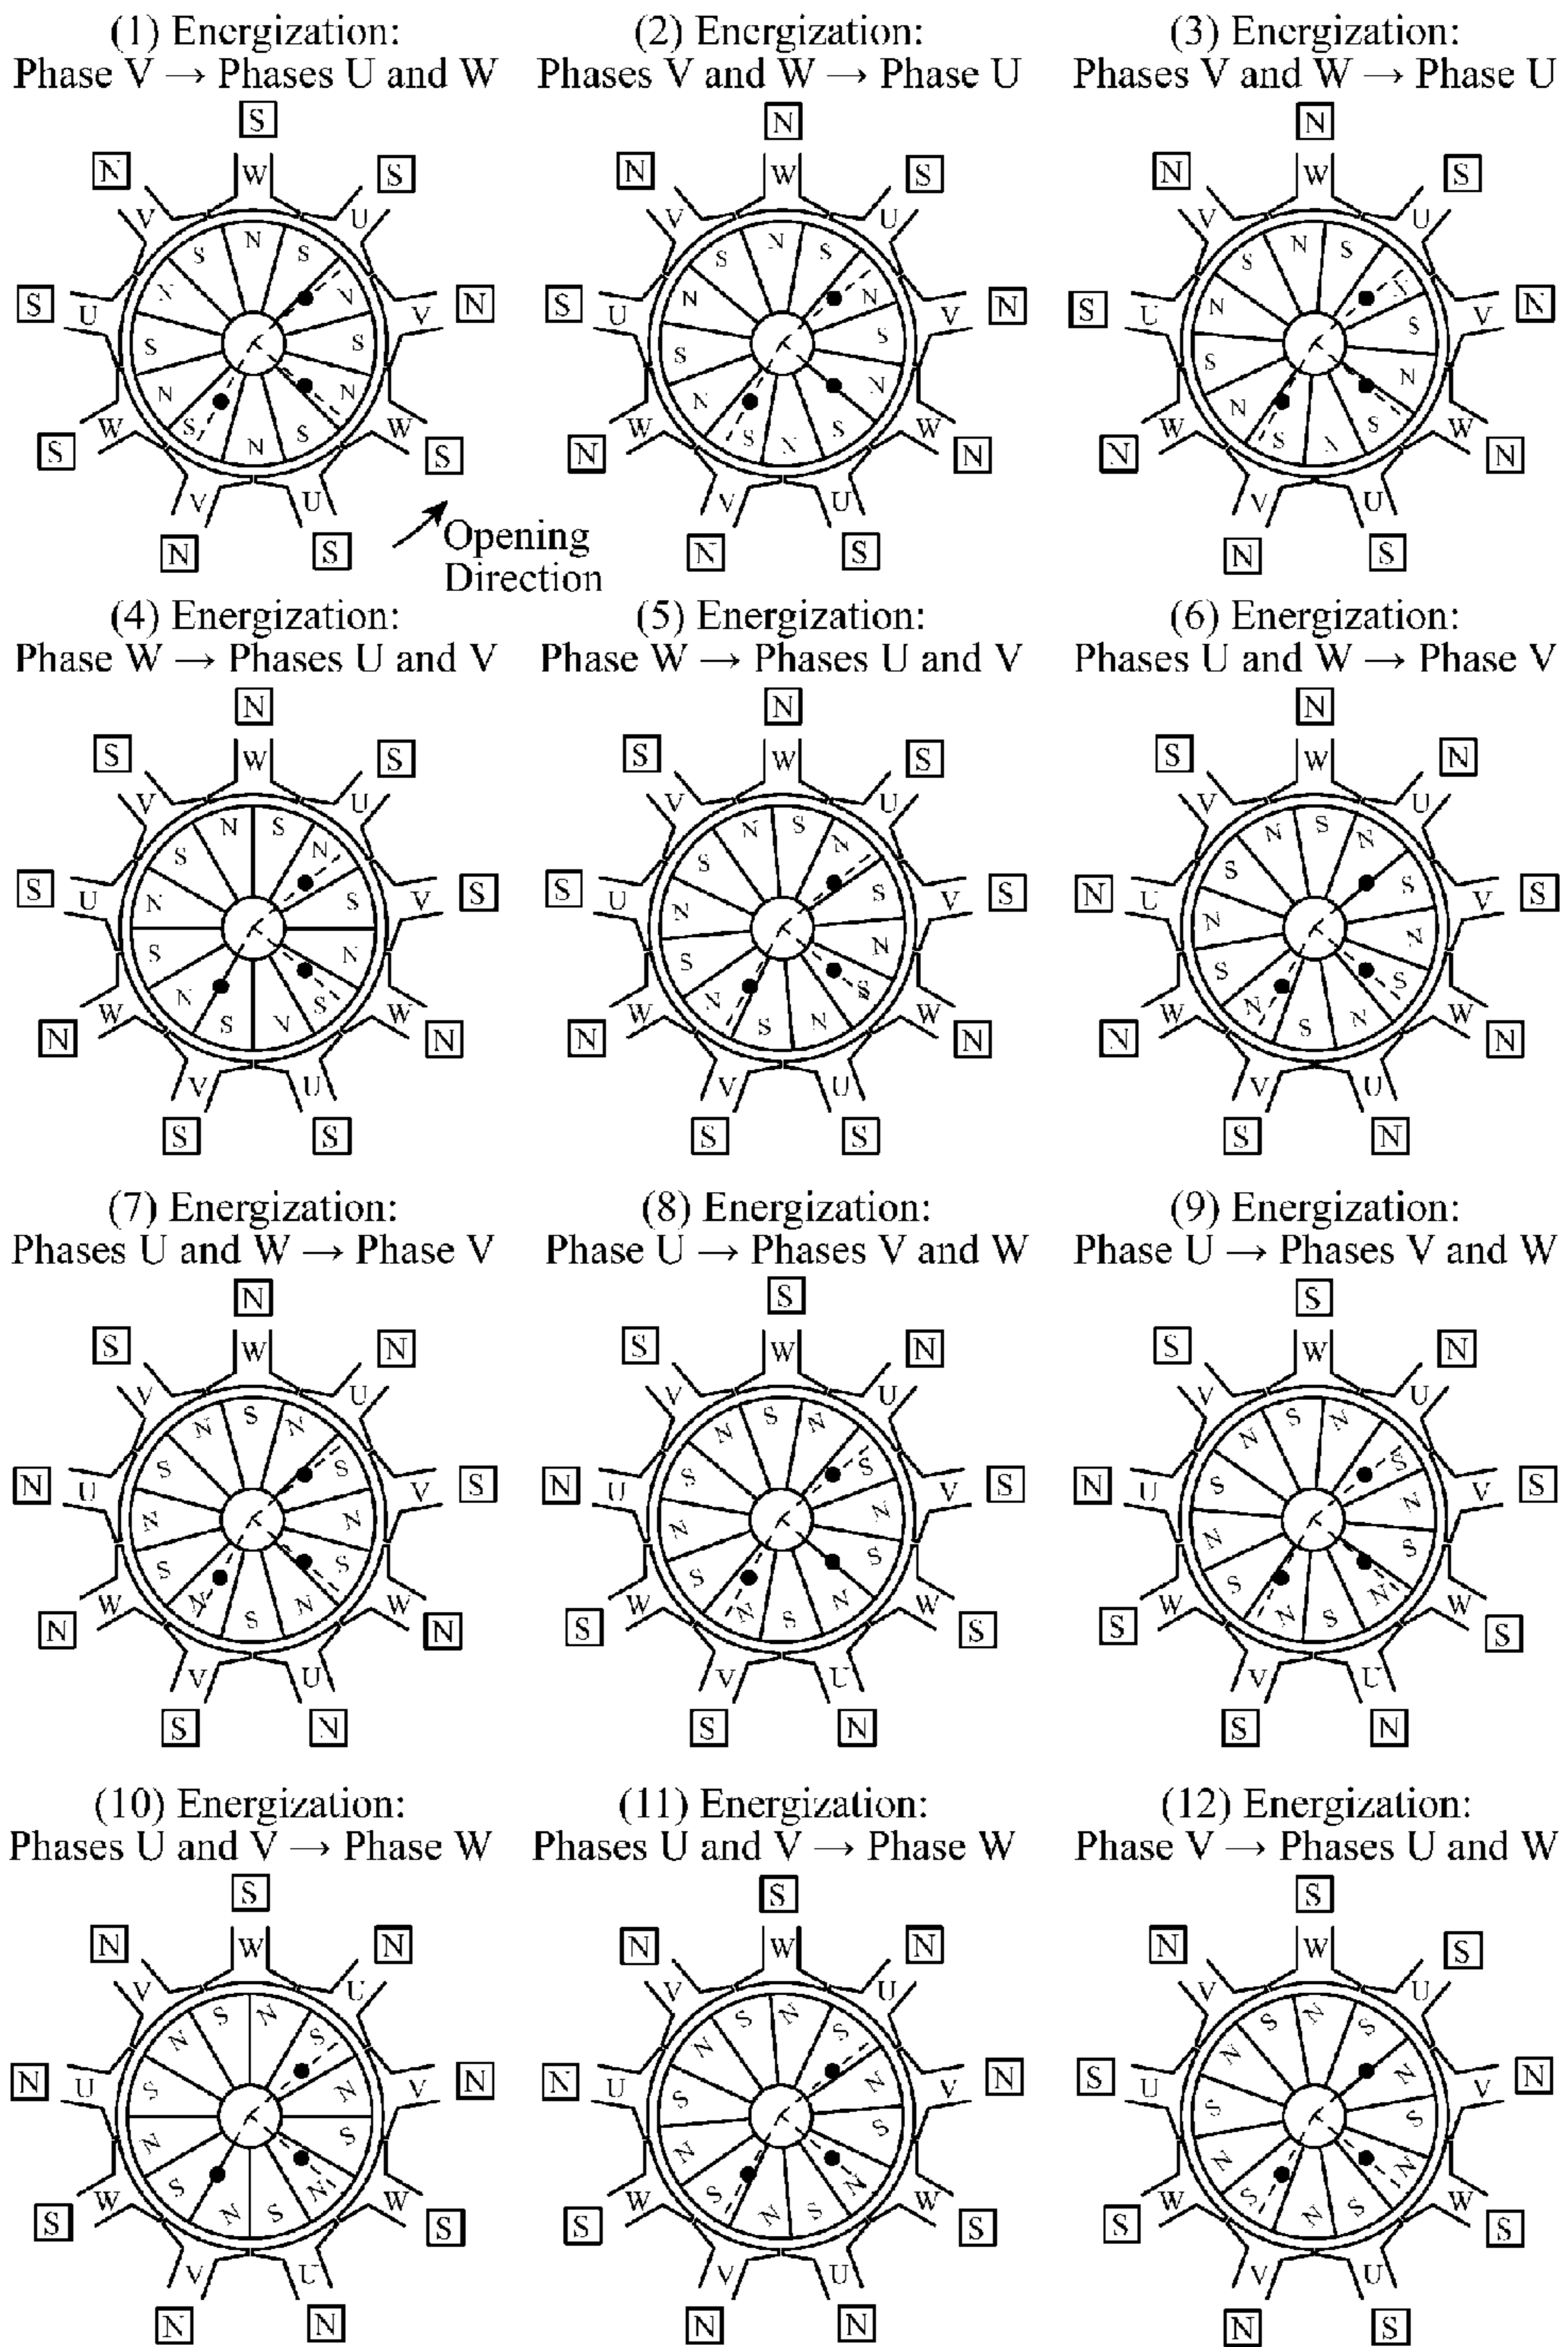 (1) Energization:
Phase V → Phases U and W
S
N W S
V U
S N S
S U N N V N
S S
N N
S W S S W S
N
V U
N S
Opening
Direction
(2) Energization:
Phases V and W → Phase U
N
N W S
V U
S N S
S U N N V N
S S
N N
N W S S W N
N
V U
N S
(3) Energization:
Phases V and W → Phase U
N
N W S
V U
S N S
S U N S V N
S N
N W N S W N
S
V U
N S
(4) Energization:
Phase W → Phases U and V
N
S W S
V U
N S
S N
S U N S V S
S N
N W N S W N
S
V U
S S
(5) Energization:
Phase W → Phases U and V
N
S W S
V U
N S N
S U S S V S
N N
S S
N W N N W N
S
V U
S S
(6) Energization:
Phases U and W → Phase V
N
S W N
V U
N S N
N U S S V S
N N
S S
N W N N W N
S
V U
S N
(7) Energization:
Phases U and W → Phase V
N
S W N
V U
N S N
N U S S V S
N N
S S
N W N N W N
S
V U
S N
(8) Energization:
Phase U → Phases V and W
S
S W N
V U
N S N
N U S S V S
N N
S S
S W N N W S
S
V U
S N
(9) Energization:
Phase U → Phases V and W
S
S W N
V U
N S N
N U S S V S
N N
S S
S W N N W S
S
V U
S N
(10) Energization:
Phases U and V → Phase W
S
N W N
V U
S N
N S
N U S N V N
N S
S W S N W S
N S
V U
N N
(11) Energization:
Phases U and V → Phase W
S
N W N
V U
S N S
N U N N V N
S S
N N
S W S S W S
N
V U
N N
(12) Energization:
Phase V → Phases U and W
S
N W S
V U
S N S
S U N N V N
S S
N N
S W S S W S
N
V U
N S